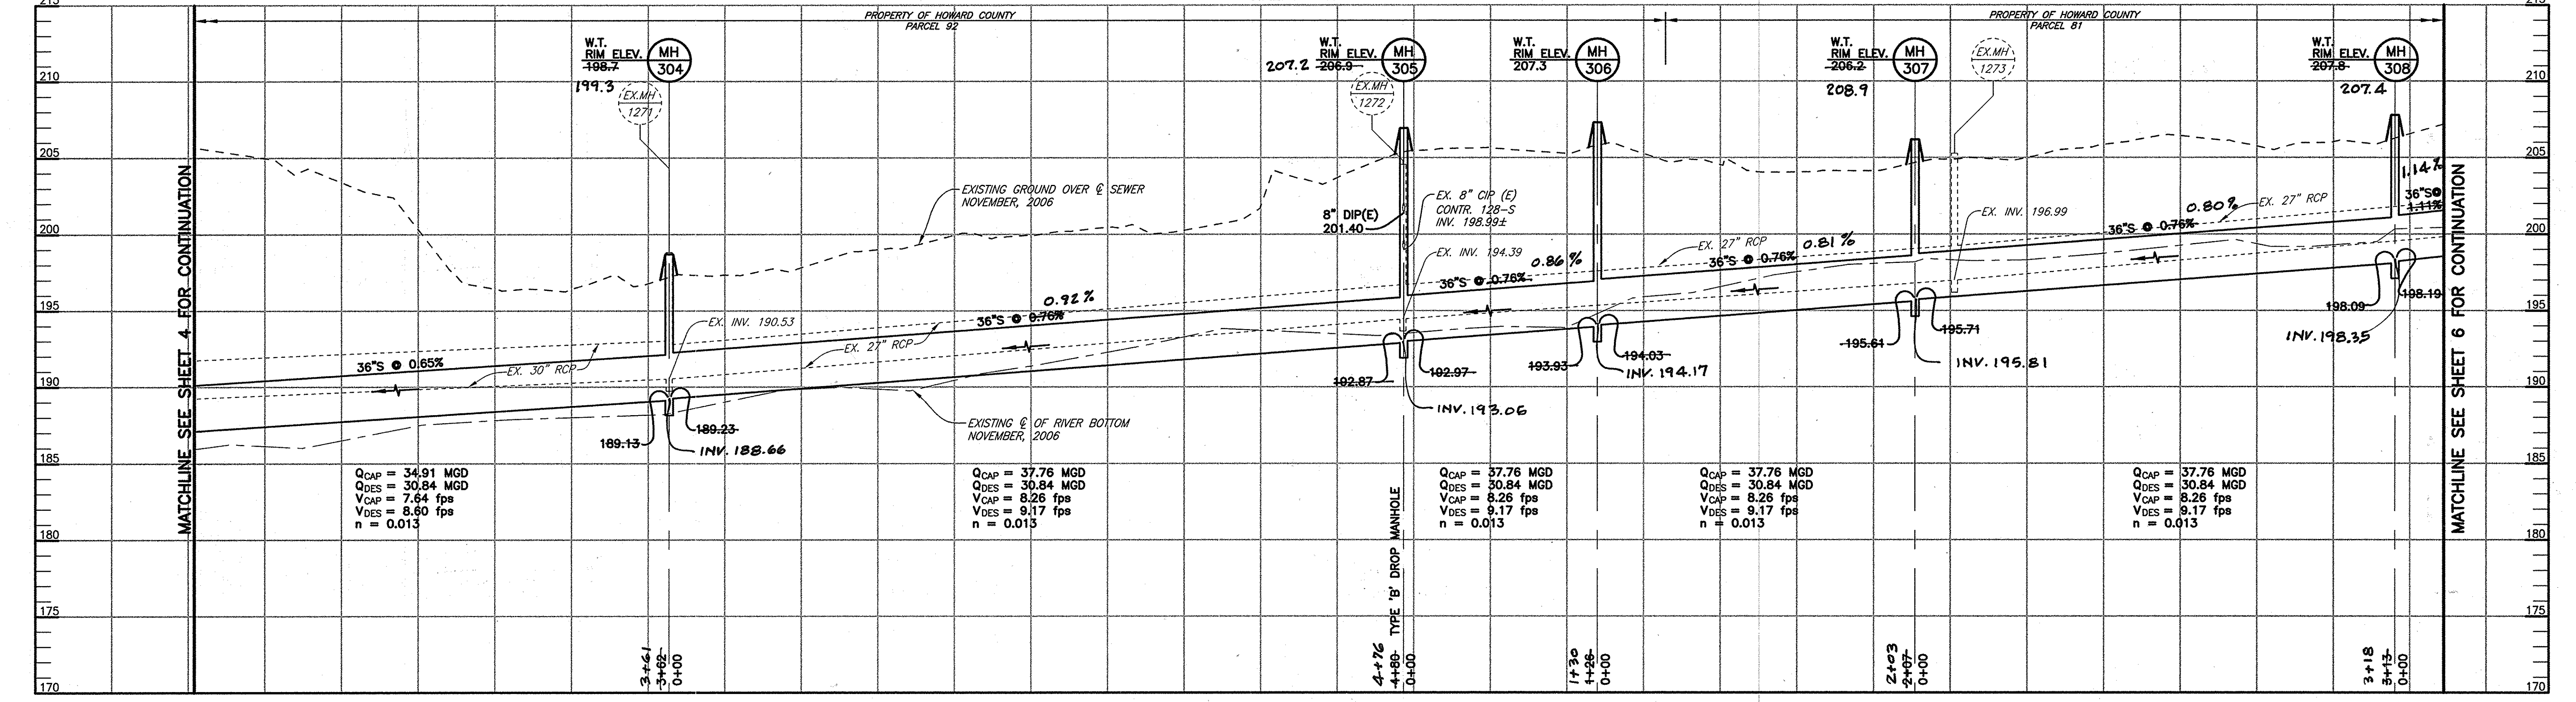 215
215
PROPERTY OF HOWARD COUNTY
PARCEL 92
PROPERTY OF HOWARD COUNTY
PARCEL 81
W.T.
RIM ELEV.
198.7
199.3
MH
304
EX.MH
1271
W.T.
RIM ELEV.
207.2 206.9
MH
305
EX.MH
1272
W.T.
RIM ELEV.
207.3
MH
306
W.T.
RIM ELEV.
206.2
208.9
MH
307
EX.MH
1273
W.T.
RIM ELEV.
207.8
207.4
MH
308
210
210
205
205
200
200
195
195
190
190
185
185
180
180
175
175
170
170
MATCHLINE SEE SHEET 4 FOR CONTINUATION
MATCHLINE SEE SHEET 6 FOR CONTINUATION
EXISTING GROUND OVER ℄ SEWER
NOVEMBER, 2006
8" DIP(E)
201.40
EX. 8" CIP (E)
CONTR. 128-S
INV. 198.99±
EX. INV. 194.39
EX. INV. 196.99
EX. INV. 190.53
36"S @ 0.65%
EX. 30" RCP
0.92%
36"S @ 0.76%
EX. 27" RCP
0.86%
36"S @ 0.76%
EX. 27" RCP
0.81%
36"S @ 0.76%
0.80%
EX. 27" RCP
36"S @ 0.76%
1.14%
36"S@
1.11%
189.13
189.23
INV. 188.66
EXISTING ℄ OF RIVER BOTTOM
NOVEMBER, 2006
192.87
192.97
INV. 193.06
193.93
194.03
INV. 194.17
195.61
195.71
INV. 195.81
198.09
198.19
INV. 198.35
QCAP = 34.91 MGD
QDES = 30.84 MGD
VCAP = 7.64 fps
VDES = 8.60 fps
n = 0.013
QCAP = 37.76 MGD
QDES = 30.84 MGD
VCAP = 8.26 fps
VDES = 9.17 fps
n = 0.013
QCAP = 37.76 MGD
QDES = 30.84 MGD
VCAP = 8.26 fps
VDES = 9.17 fps
n = 0.013
QCAP = 37.76 MGD
QDES = 30.84 MGD
VCAP = 8.26 fps
VDES = 9.17 fps
n = 0.013
QCAP = 37.76 MGD
QDES = 30.84 MGD
VCAP = 8.26 fps
VDES = 9.17 fps
n = 0.013
TYPE 'B' DROP MANHOLE
3+61
3+62
0+00
4+76
4+80
0+00
1+30
1+26
0+00
2+03
2+07
0+00
3+18
3+13
0+00